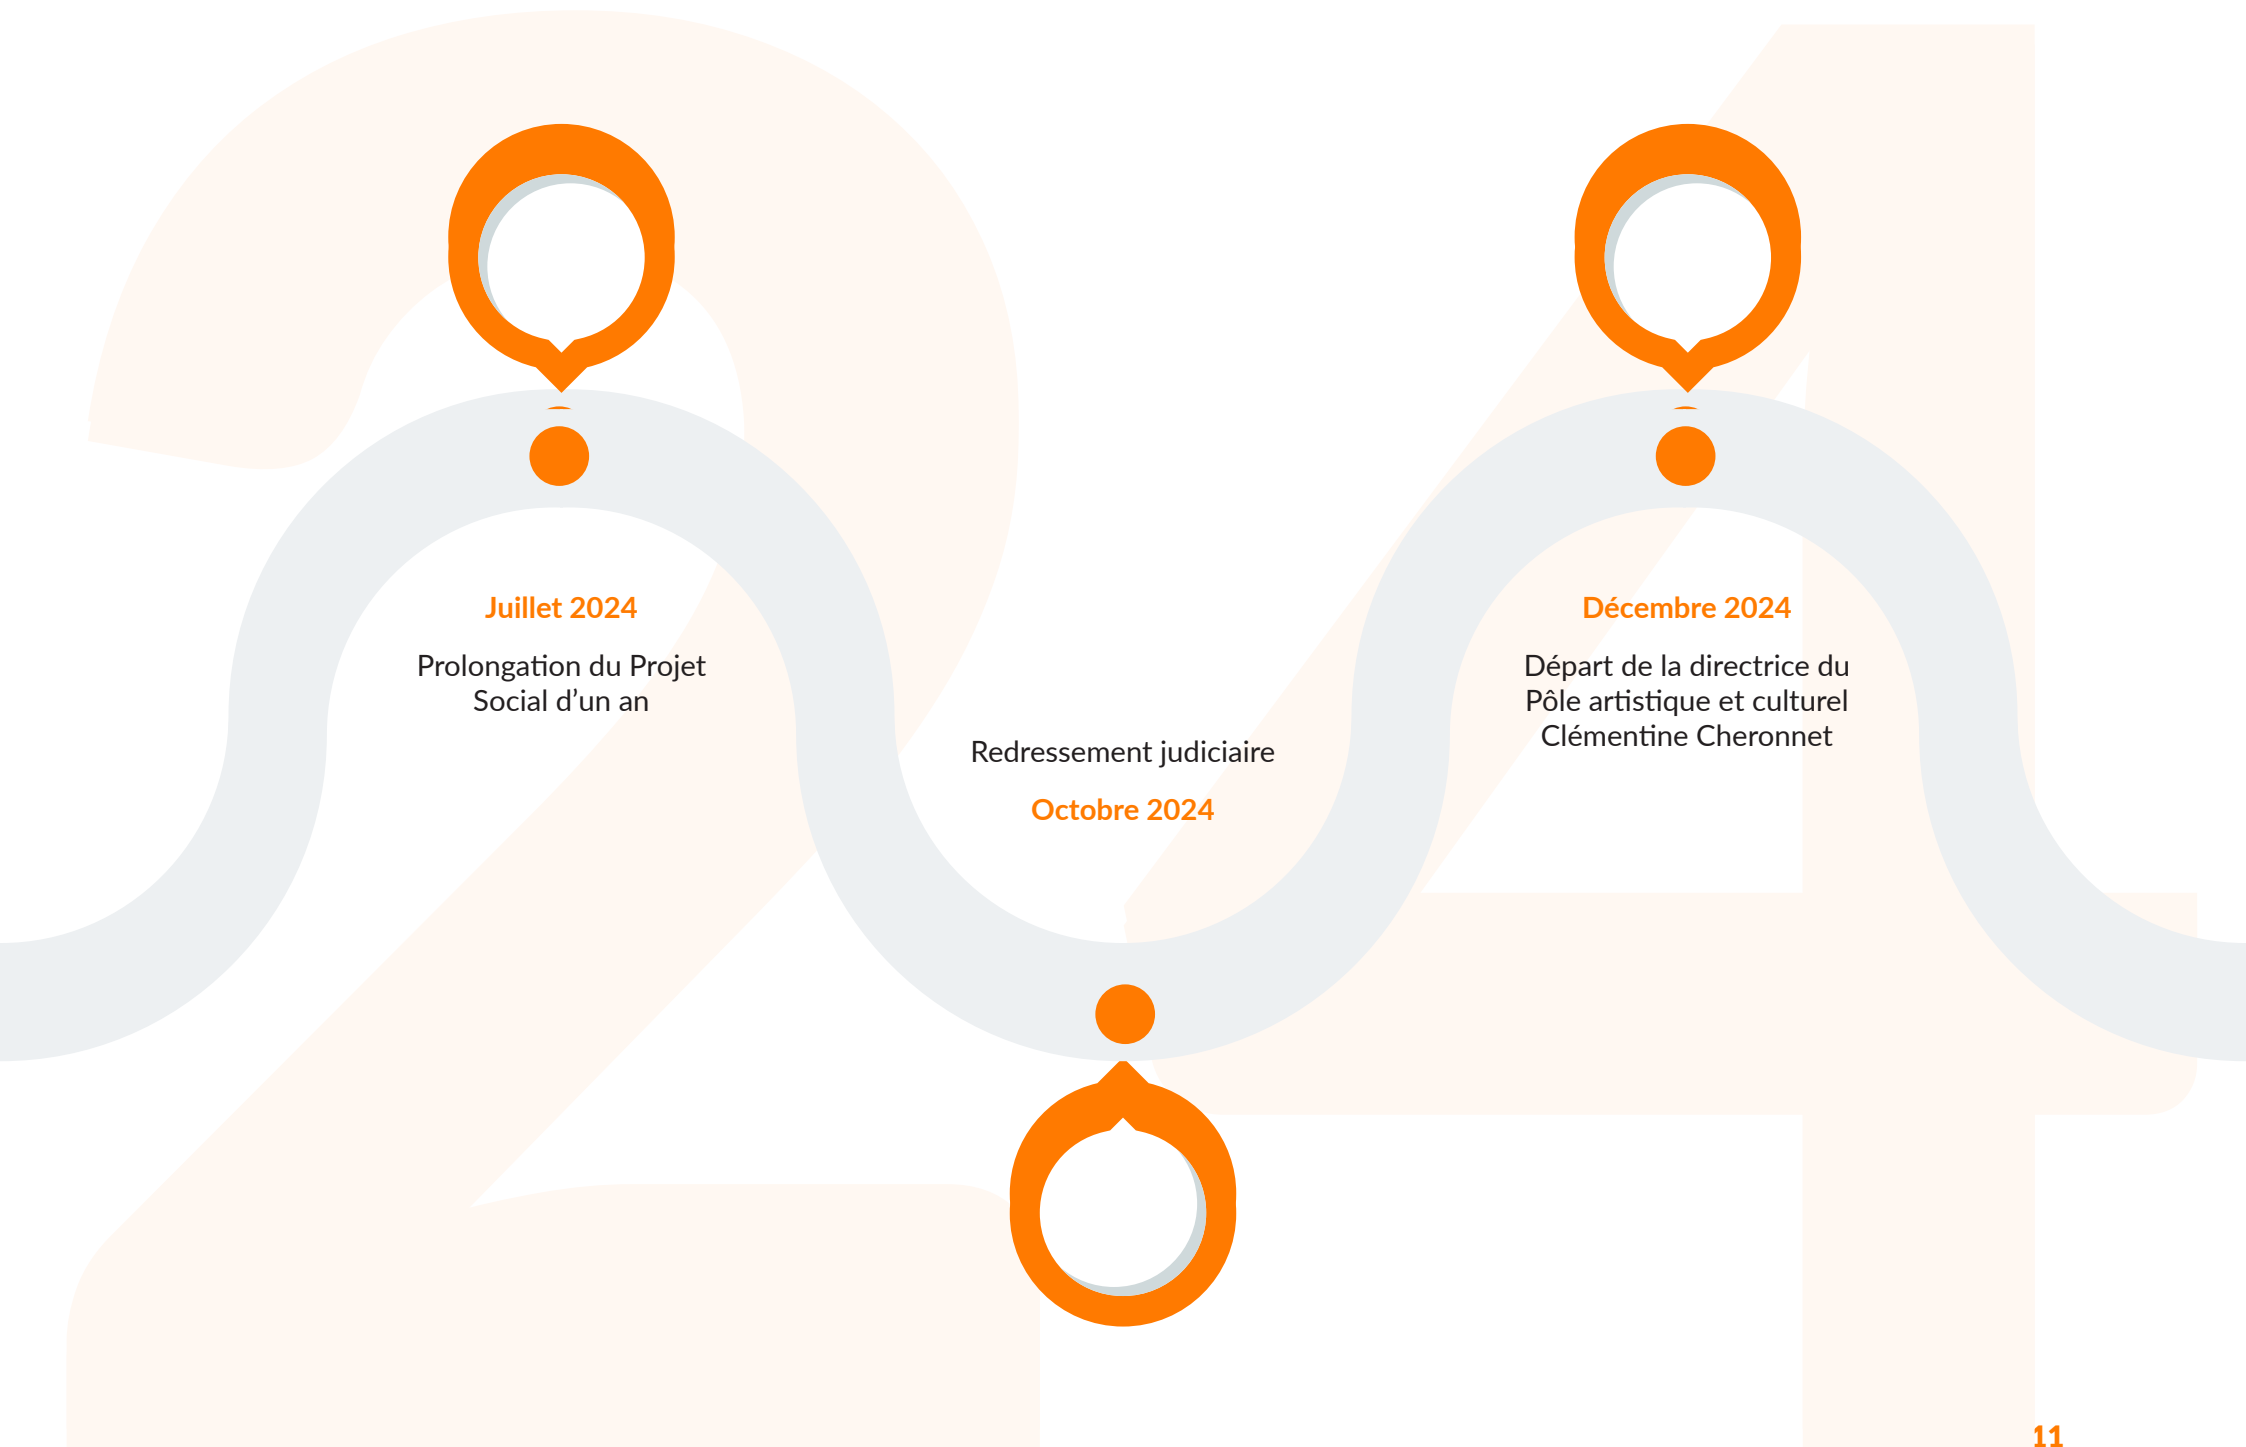 Juillet 2024
Prolongation du Projet
Social d’un an
Redressement judiciaire
Octobre 2024
Décembre 2024
Départ de la directrice du
Pôle artistique et culturel
Clémentine Cheronnet
24
11